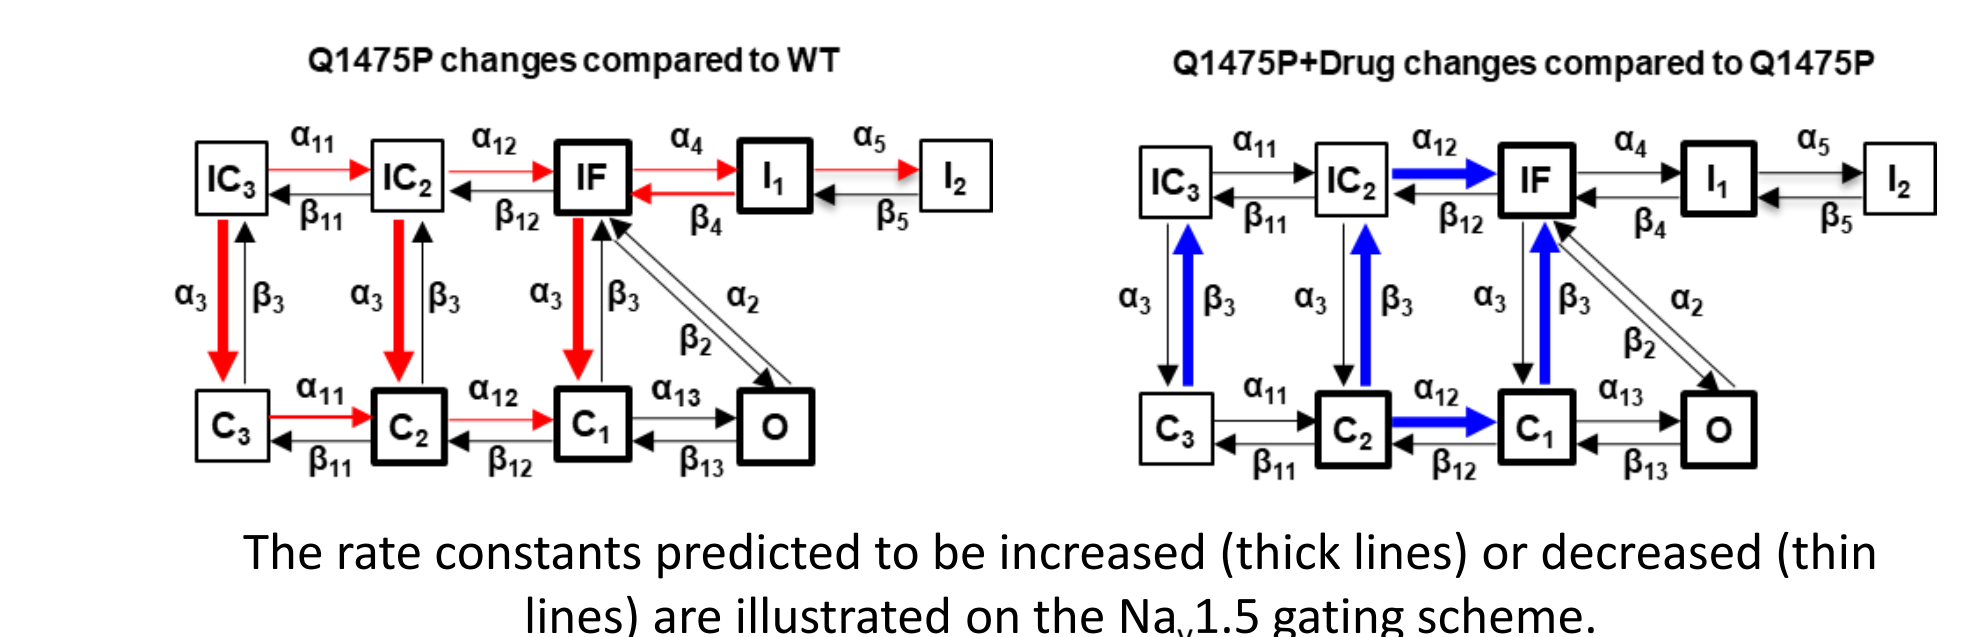 Q1475P changes compared to WT
α11 α12 α4 α5
IC3 IC2 IF I1 I2
β11 β12 β4 β5
α3 β3 α3 β3 α3 β3 α2
β2
α11 α12 α13
C3 C2 C1 O
β11 β12 β13
Q1475P+Drug changes compared to Q1475P
α11 α12 α4 α5
IC3 IC2 IF I1 I2
β11 β12 β4 β5
α3 β3 α3 β3 α3 β3 α2
β2
α11 α12 α13
C3 C2 C1 O
β11 β12 β13
The rate constants predicted to be increased (thick lines) or decreased (thin
lines) are illustrated on the Nav1.5 gating scheme.